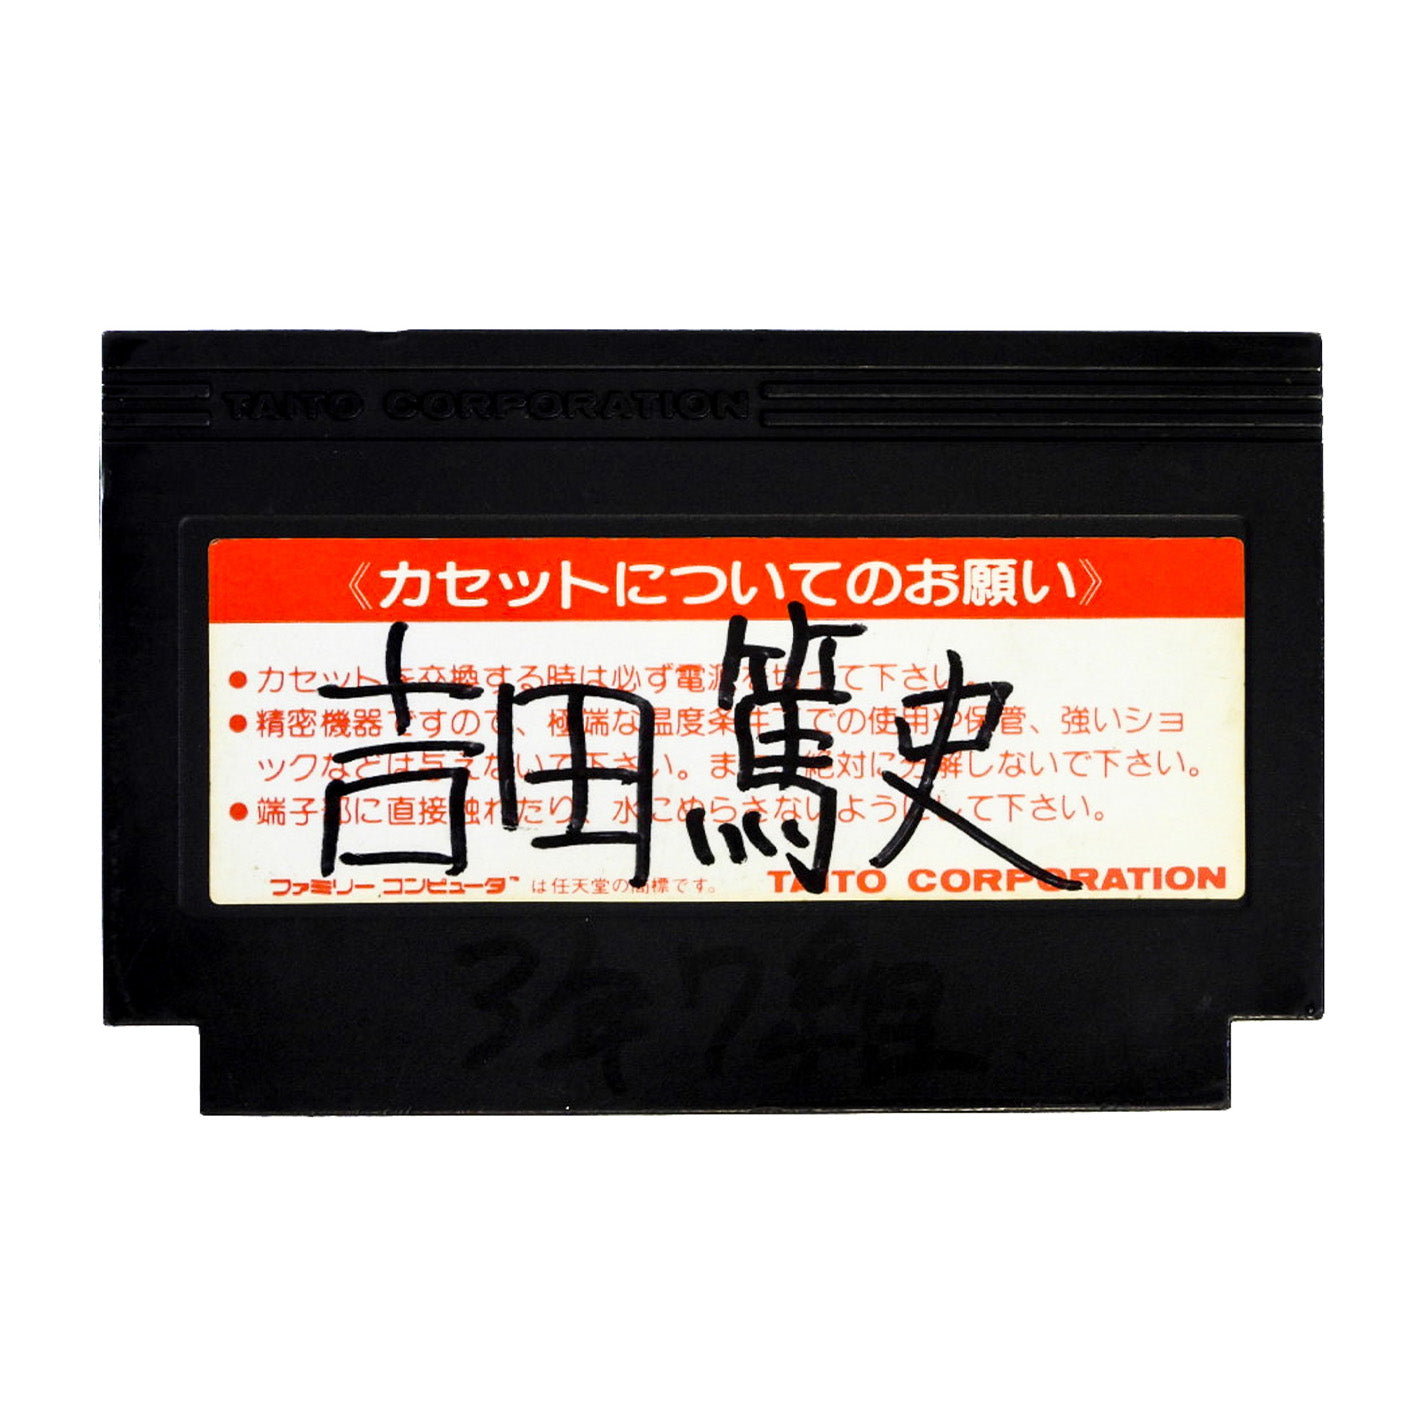 TAITO CORPORATION
《カセットについてのお願い》
●カセットを交換する時は必ず電源を切って下さい。
●精密機器ですので、極端な温度条件下での使用や保管、強いショ
ックなどは与えないで下さい。また、絶対に分解しないで下さい。
●端子部に直接触れたり、水にぬらさないようにして下さい。
吉田篤史
ファミリーコンピュータ™は任天堂の商標です。 TAITO CORPORATION
3年7組